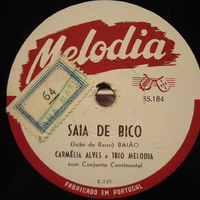 Melodia
64
35.184
SAIA DE BICO
(João de Barro) BAIÃO
CARMÉLIA ALVES e TRIO MELODIA
com Conjunto Continental
FABRICADO EM PORTUGAL